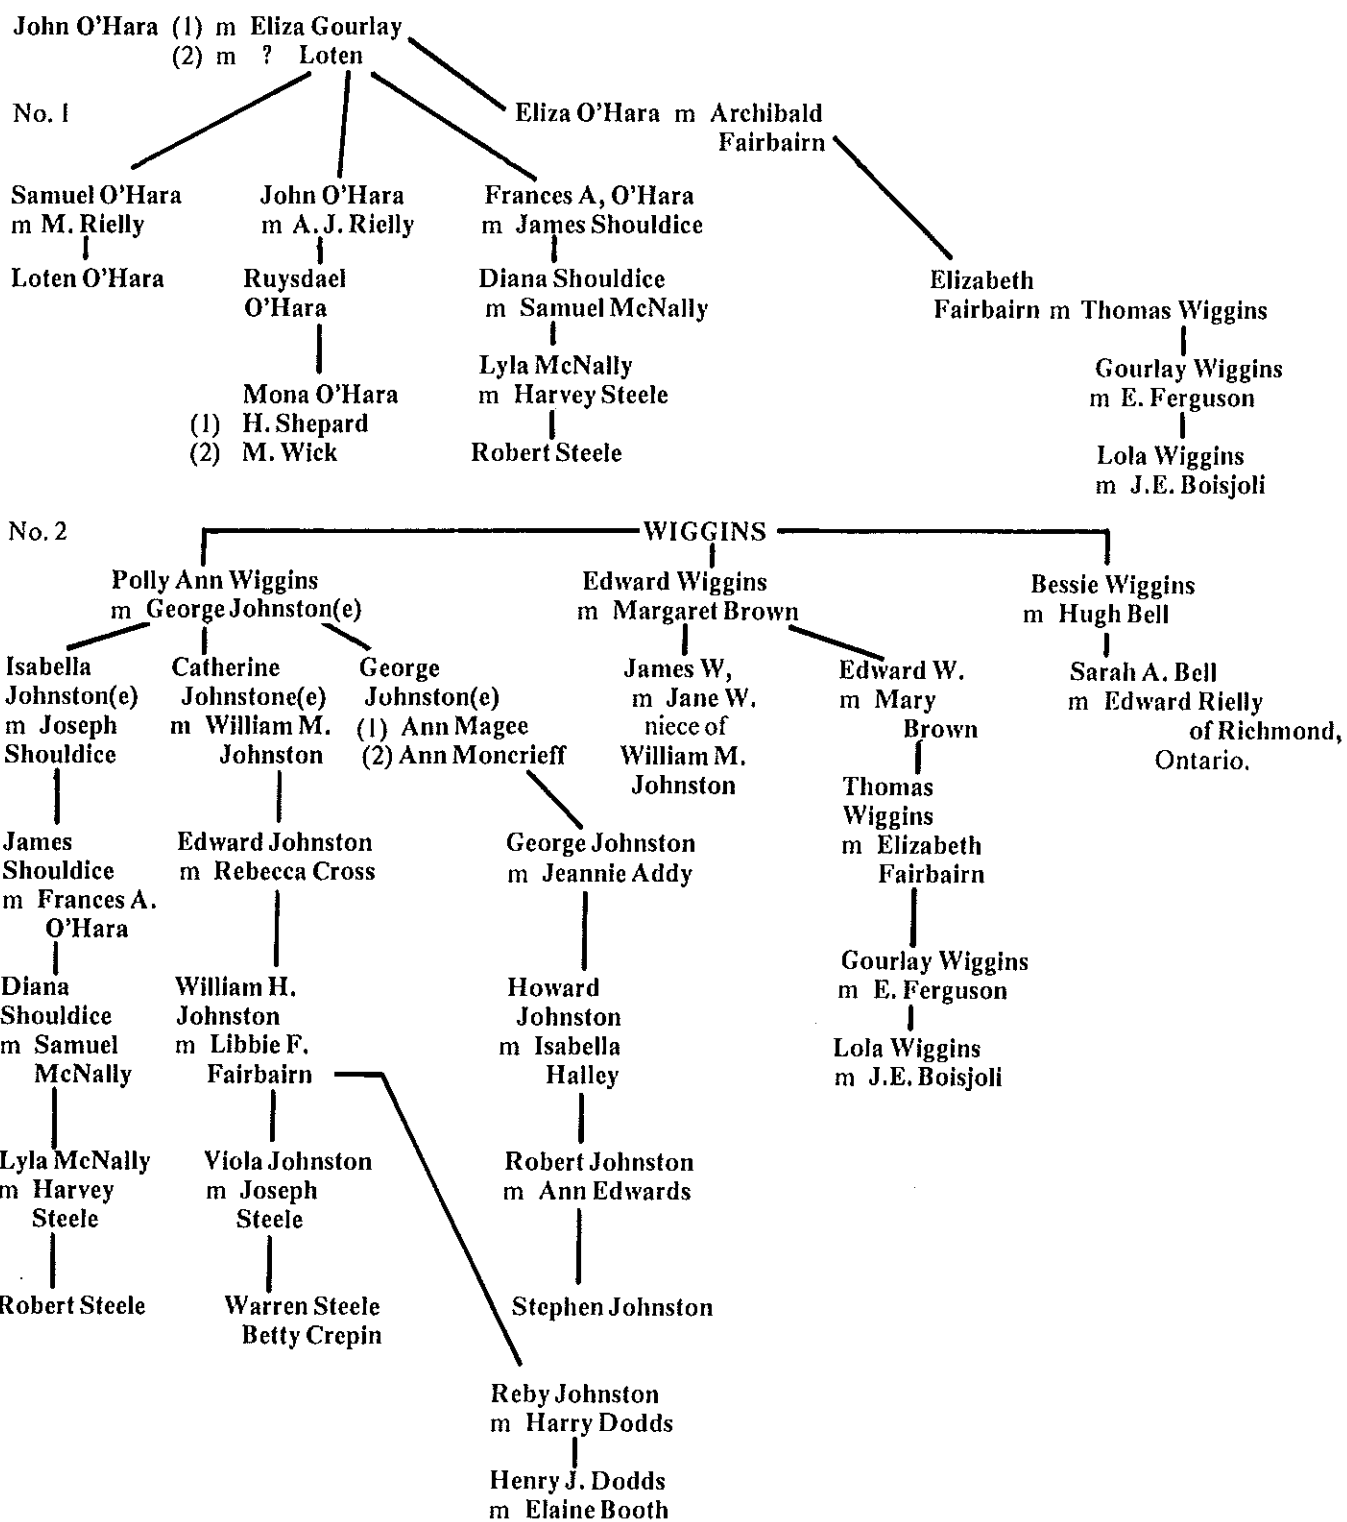 John O'Hara (1) m Eliza Gourlay
(2) m ? Loten
No. 1
Eliza O'Hara m Archibald
Fairbairn
Samuel O'Hara
m M. Rielly
Loten O'Hara
John O'Hara
m A. J. Rielly
Ruysdael
O'Hara
Mona O'Hara
(1) H. Shepard
(2) M. Wick
Frances A, O'Hara
m James Shouldice
Diana Shouldice
m Samuel McNally
Lyla McNally
m Harvey Steele
Robert Steele
Elizabeth
Fairbairn m Thomas Wiggins
Gourlay Wiggins
m E. Ferguson
Lola Wiggins
m J.E. Boisjoli
No. 2
WIGGINS
Polly Ann Wiggins
m George Johnston(e)
Edward Wiggins
m Margaret Brown
Bessie Wiggins
m Hugh Bell
Isabella
Johnston(e)
m Joseph
Shouldice
James
Shouldice
m Frances A.
O'Hara
Diana
Shouldice
m Samuel
McNally
Lyla McNally
m Harvey
Steele
Robert Steele
Catherine
Johnstone(e)
m William M.
Johnston
Edward Johnston
m Rebecca Cross
William H.
Johnston
m Libbie F.
Fairbairn
Viola Johnston
m Joseph
Steele
Warren Steele
Betty Crepin
George
Johnston(e)
(1) Ann Magee
(2) Ann Moncrieff
George Johnston
m Jeannie Addy
Howard
Johnston
m Isabella
Halley
Robert Johnston
m Ann Edwards
Stephen Johnston
Reby Johnston
m Harry Dodds
Henry J. Dodds
m Elaine Booth
James W,
m Jane W.
niece of
William M.
Johnston
Edward W.
m Mary
Brown
Thomas
Wiggins
m Elizabeth
Fairbairn
Gourlay Wiggins
m E. Ferguson
Lola Wiggins
m J.E. Boisjoli
Sarah A. Bell
m Edward Rielly
of Richmond,
Ontario.